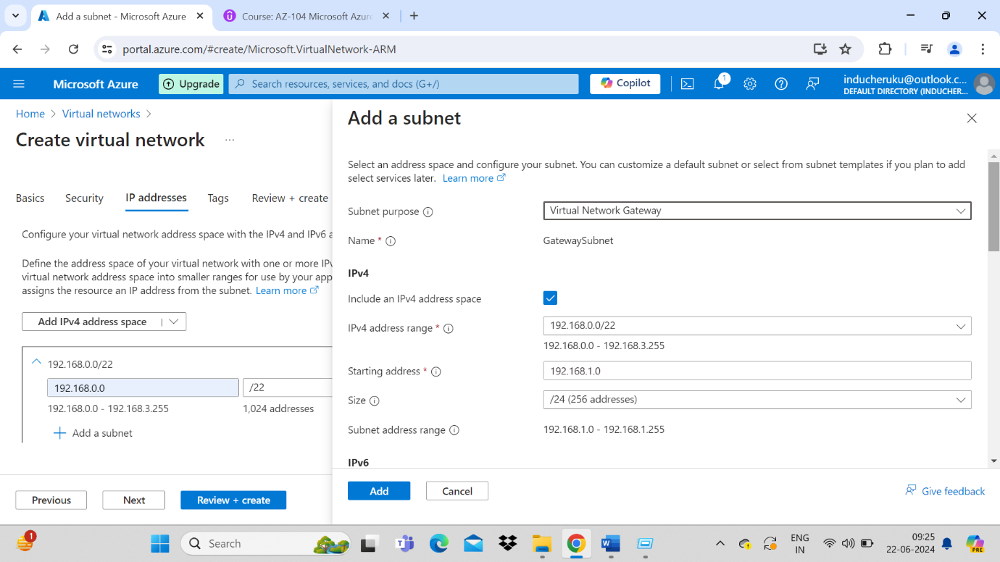 Add a subnet - Microsoft Azure
Course: AZ-104 Microsoft Azure
portal.azure.com/#create/Microsoft.VirtualNetwork-ARM
Microsoft Azure
Upgrade
Search resources, services, and docs (G+/)
Copilot
1
inducheruku@outlook.c...
DEFAULT DIRECTORY (INDUCHER...
Home > Virtual networks >
Create virtual network ...
Basics Security IP addresses Tags Review + create
Configure your virtual network address space with the IPv4 and IPv6 a
Define the address space of your virtual network with one or more IPv
virtual network address space into smaller ranges for use by your app
assigns the resource an IP address from the subnet. Learn more
Add IPv4 address space
192.168.0.0/22
192.168.0.0 /22
192.168.0.0 - 192.168.3.255 1,024 addresses
+ Add a subnet
Previous Next Review + create
Add a subnet
Select an address space and configure your subnet. You can customize a default subnet or select from subnet templates if you plan to add
select services later. Learn more
Subnet purpose Virtual Network Gateway
Name * GatewaySubnet
IPv4
Include an IPv4 address space
IPv4 address range * 192.168.0.0/22
192.168.0.0 - 192.168.3.255
Starting address * 192.168.1.0
Size /24 (256 addresses)
Subnet address range 192.168.1.0 - 192.168.1.255
IPv6
Add Cancel Give feedback
1
Search
ENG
IN
09:25
22-06-2024
PRE